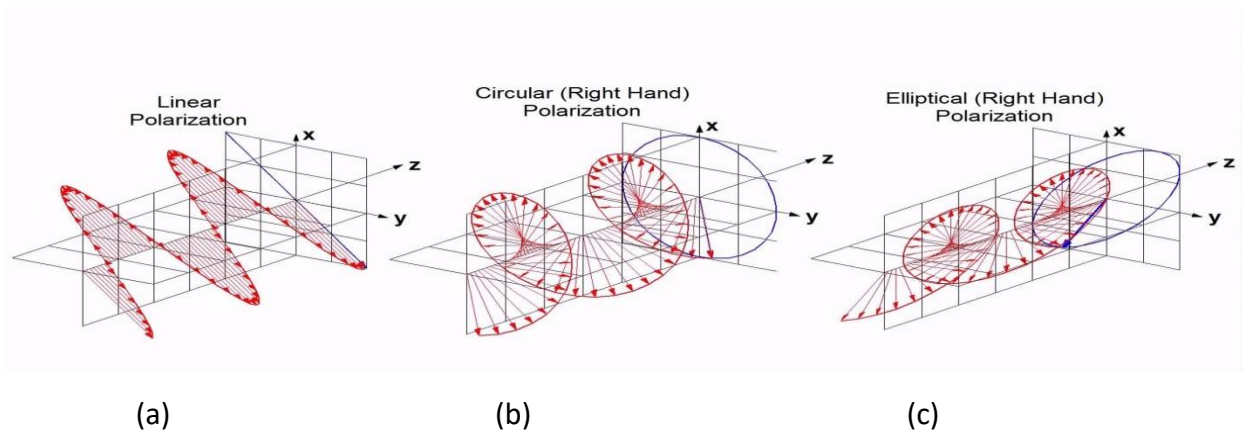 Linear
Polarization
x
z
y
Circular (Right Hand)
Polarization
x
z
y
Elliptical (Right Hand)
Polarization
x
z
y
(a)
(b)
(c)